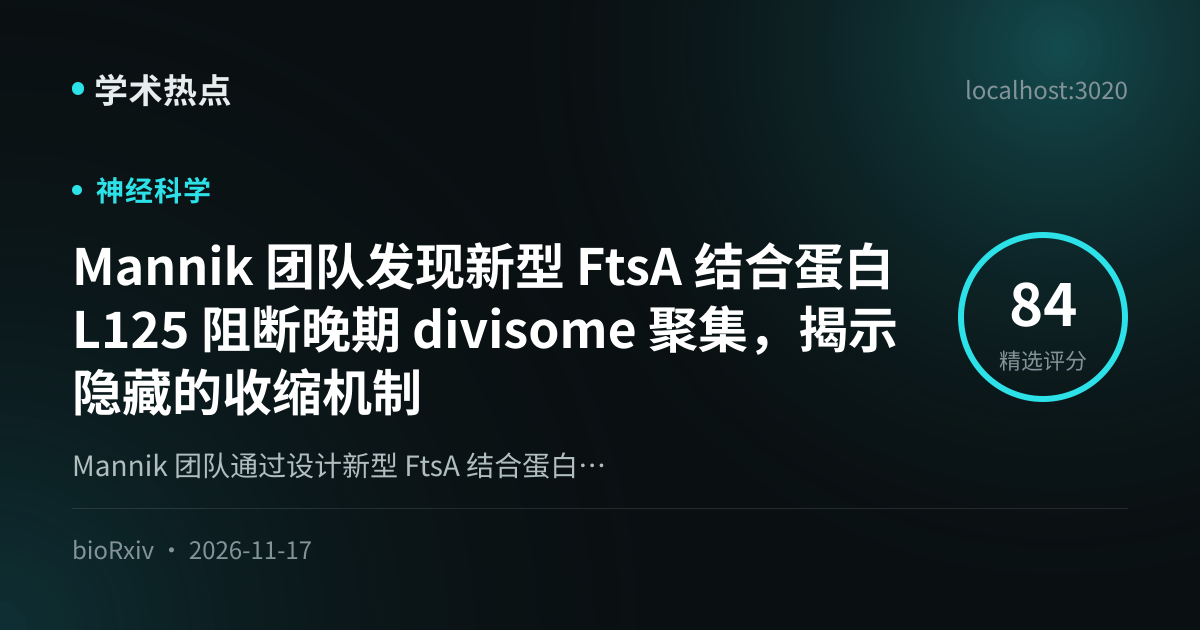 学术热点
localhost:3020
神经科学
Mannik 团队发现新型 FtsA 结合蛋白
L125 阻断晚期 divisome 聚集，揭示
隐藏的收缩机制
84
精选评分
Mannik 团队通过设计新型 FtsA 结合蛋白…
bioRxiv · 2026-11-17